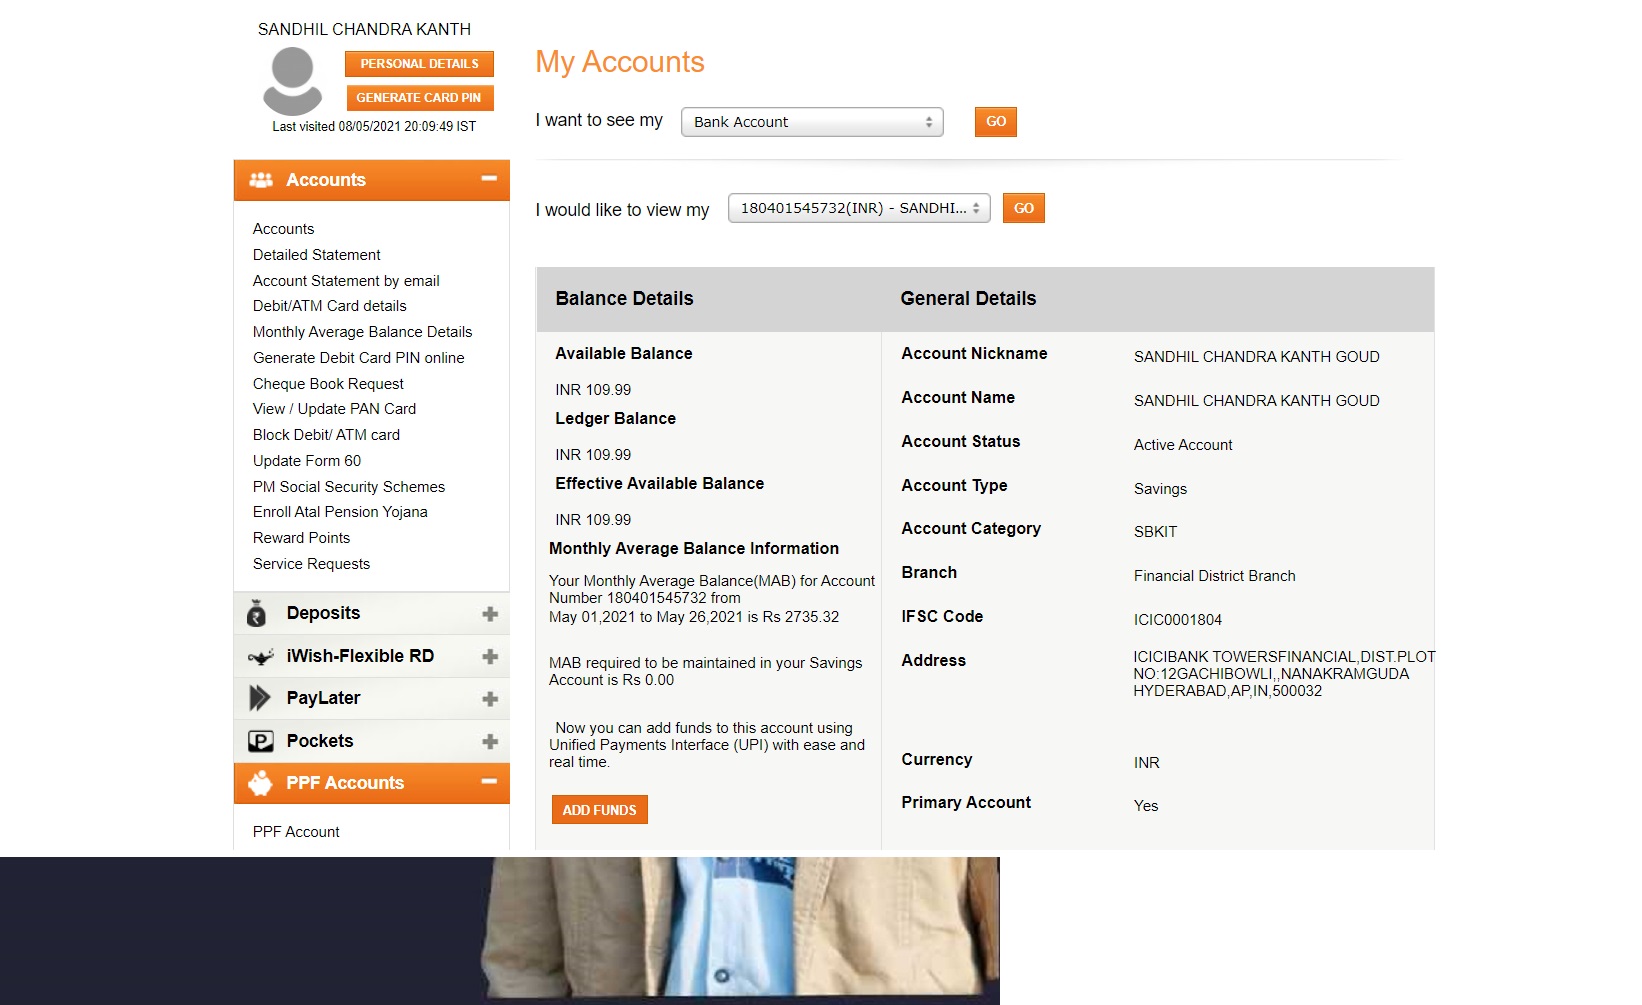 SANDHIL CHANDRA KANTH
PERSONAL DETAILS
GENERATE CARD PIN
Last visited 08/05/2021 20:09:49 IST
Accounts
Accounts
Detailed Statement
Account Statement by email
Debit/ATM Card details
Monthly Average Balance Details
Generate Debit Card PIN online
Cheque Book Request
View / Update PAN Card
Block Debit/ ATM card
Update Form 60
PM Social Security Schemes
Enroll Atal Pension Yojana
Reward Points
Service Requests
Deposits
iWish-Flexible RD
PayLater
Pockets
PPF Accounts
PPF Account
My Accounts
I want to see my Bank Account GO
I would like to view my 180401545732(INR) - SANDHI... GO
Balance Details
Available Balance
INR 109.99
Ledger Balance
INR 109.99
Effective Available Balance
INR 109.99
Monthly Average Balance Information
Your Monthly Average Balance(MAB) for Account
Number 180401545732 from
May 01,2021 to May 26,2021 is Rs 2735.32
MAB required to be maintained in your Savings
Account is Rs 0.00
Now you can add funds to this account using
Unified Payments Interface (UPI) with ease and
real time.
ADD FUNDS
General Details
Account Nickname SANDHIL CHANDRA KANTH GOUD
Account Name SANDHIL CHANDRA KANTH GOUD
Account Status Active Account
Account Type Savings
Account Category SBKIT
Branch Financial District Branch
IFSC Code ICIC0001804
Address ICICIBANK TOWERSFINANCIAL,DIST.PLOT
NO:12GACHIBOWLI,,NANAKRAMGUDA
HYDERABAD,AP,IN,500032
Currency INR
Primary Account Yes